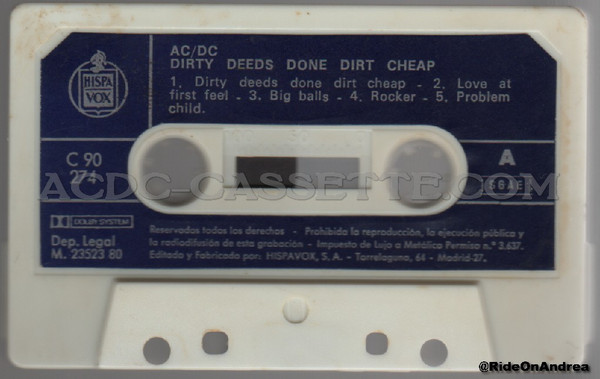 AC/DC
DIRTY DEEDS DONE DIRT CHEAP
1. Dirty deeds done dirt cheap - 2. Love at
first feel - 3. Big balls - 4. Rocker - 5. Problem
child.
HISPA
VOX
C 90
274
A
SGAE
ACDC-CASSETTE.COM
DOLBY SYSTEM
Dep. Legal
M. 23523 80
Reservados todos los derechos - Prohibida la reproducción, la ejecución pública y
la radiodifusión de esta grabación - Impuesto de Lujo a Metálico Permiso n.º 3.637.
Editado y Fabricado por: HISPAVOX, S. A. - Torrelaguna, 64 - Madrid-27.
@RideOnAndrea